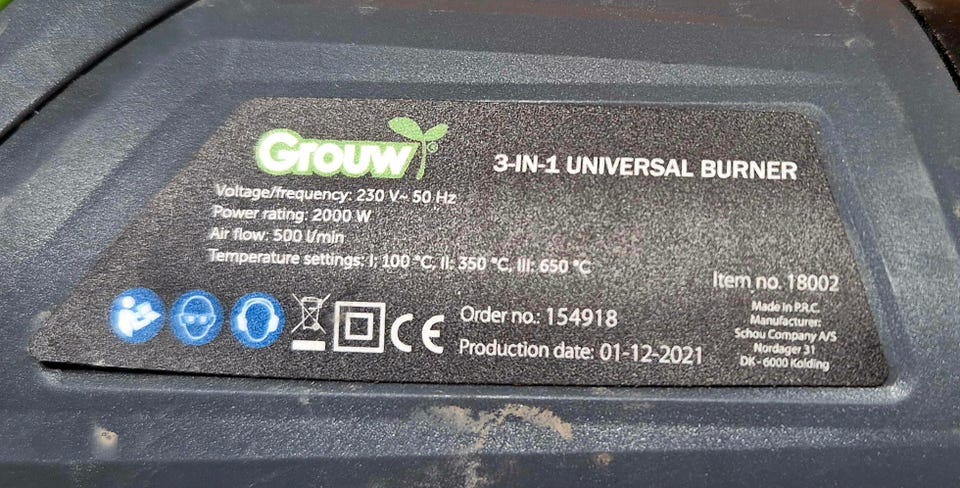 Grouw®
3-IN-1 UNIVERSAL BURNER
Voltage/frequency: 230 V~ 50 Hz
Power rating: 2000 W
Air flow: 500 l/min
Temperature settings: I; 100 °C, II: 350 °C, III: 650 °C
Item no. 18002
CE
Order no.: 154918
Production date: 01-12-2021
Made in P.R.C.
Manufacturer:
Schou Company A/S
Nordager 31
DK - 6000 Kolding